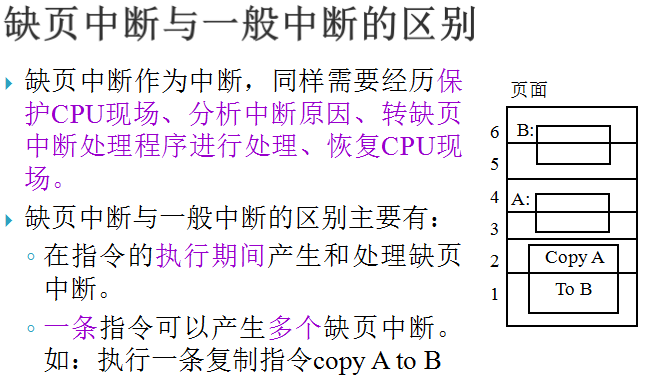 缺页中断与一般中断的区别
缺页中断作为中断，同样需要经历保
护CPU现场、分析中断原因、转缺页
中断处理程序进行处理、恢复CPU现
场。
缺页中断与一般中断的区别主要有：
在指令的执行期间产生和处理缺页
中断。
一条指令可以产生多个缺页中断。
如：执行一条复制指令copy A to B
页面
6 B:
5
4 A:
3
2 Copy A
1 To B